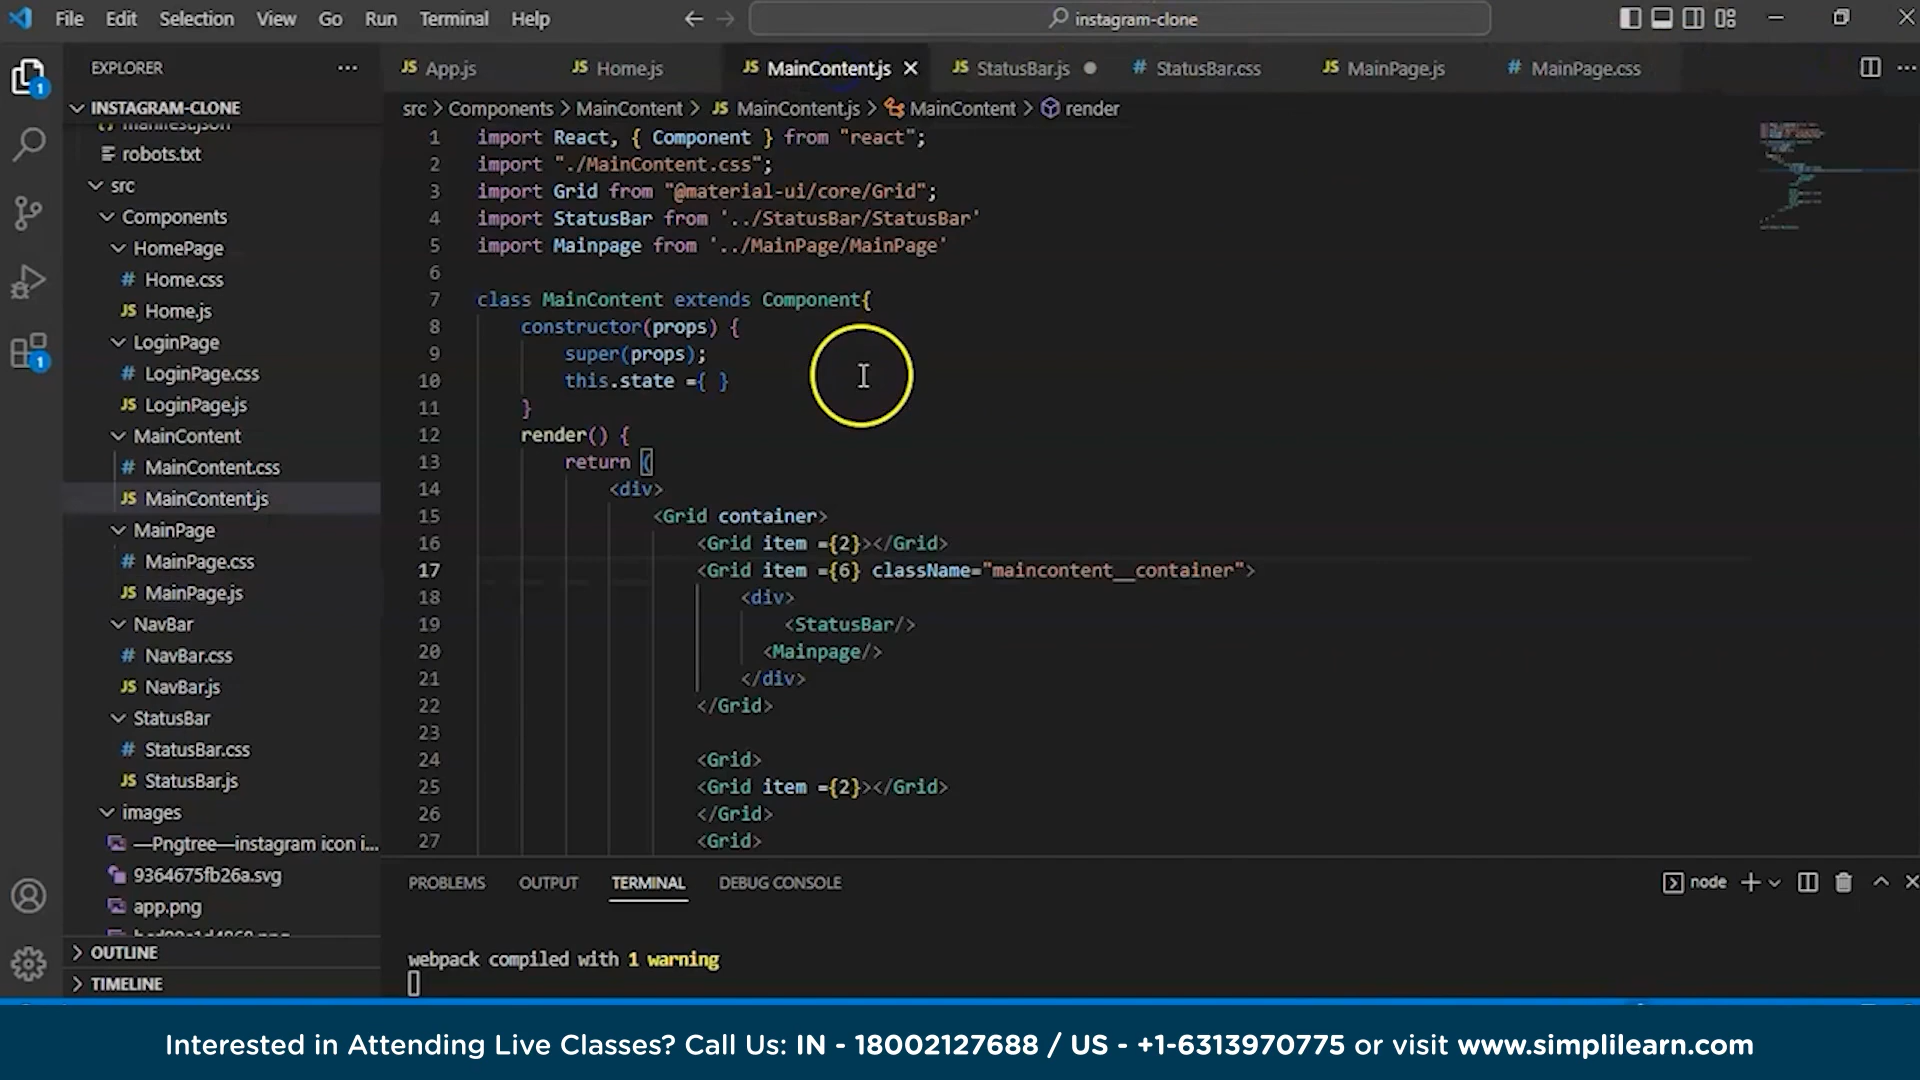 File Edit Selection View Go Run Terminal Help
instagram-clone
EXPLORER
App.js
Home.js
MainContent.js
StatusBar.js
StatusBar.css
MainPage.js
MainPage.css
INSTAGRAM-CLONE
manifest.json
robots.txt
src
Components
HomePage
Home.css
Home.js
LoginPage
LoginPage.css
LoginPage.js
MainContent
MainContent.css
MainContent.js
MainPage
MainPage.css
MainPage.js
NavBar
NavBar.css
NavBar.js
StatusBar
StatusBar.css
StatusBar.js
images
—Pngtree—instagram icon i...
9364675fb26a.svg
app.png
OUTLINE
TIMELINE
src > Components > MainContent > JS MainContent.js > MainContent > render
1 import React, { Component } from "react";
2 import "./MainContent.css";
3 import Grid from "@material-ui/core/Grid";
4 import StatusBar from '../StatusBar/StatusBar'
5 import Mainpage from '../MainPage/MainPage'
6
7 class MainContent extends Component{
8 constructor(props) {
9 super(props);
10 this.state ={ }
11 }
12 render() {
13 return (
14 <div>
15 <Grid container>
16 <Grid item ={2}></Grid>
17 <Grid item ={6} className="maincontent__container">
18 <div>
19 <StatusBar/>
20 <Mainpage/>
21 </div>
22 </Grid>
23
24 <Grid>
25 <Grid item ={2}></Grid>
26 </Grid>
27 <Grid>
PROBLEMS OUTPUT TERMINAL DEBUG CONSOLE
node
webpack compiled with 1 warning
Interested in Attending Live Classes? Call Us: IN - 18002127688 / US - +1-6313970775 or visit www.simplilearn.com